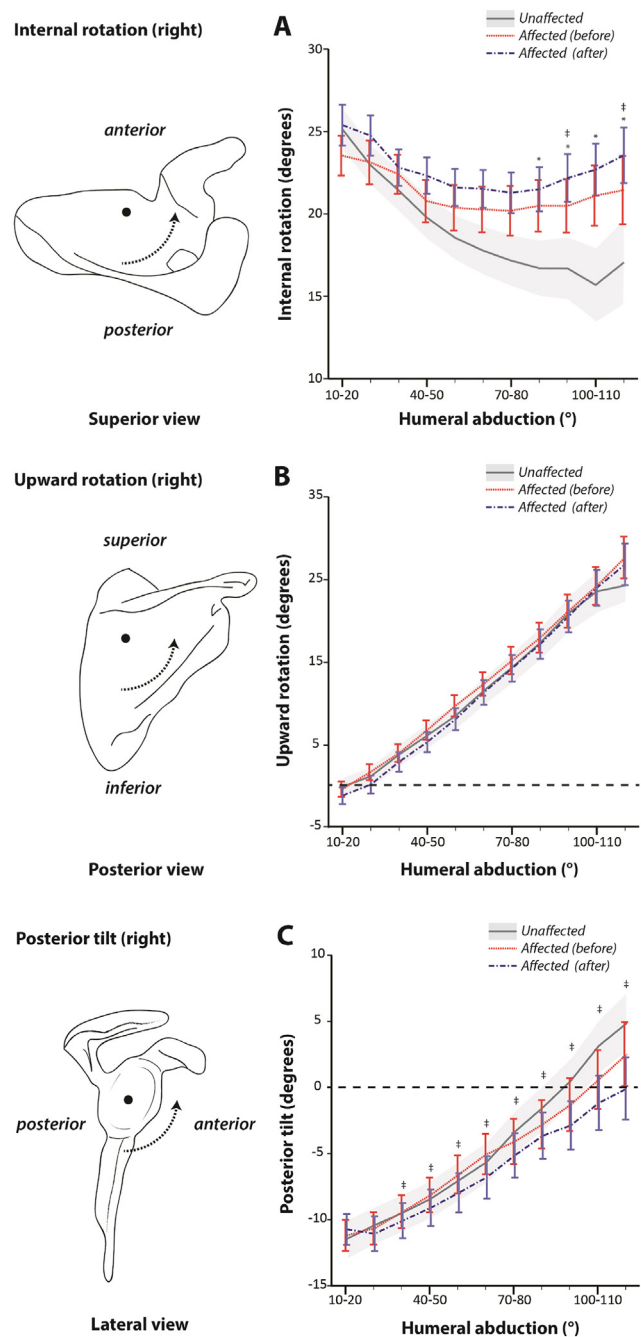 Internal rotation (right)
anterior
posterior
Superior view
A
Unaffected
Affected (before)
Affected (after)
Internal rotation (degrees)
30
25
20
15
10
‡
‡
* * * *
10-20 40-50 70-80 100-110
Humeral abduction (°)
Upward rotation (right)
superior
inferior
Posterior view
B
Unaffected
Affected (before)
Affected (after)
Upward rotation (degrees)
35
25
15
5
-5
10-20 40-50 70-80 100-110
Humeral abduction (°)
Posterior tilt (right)
posterior
anterior
Lateral view
C
Unaffected
Affected (before)
Affected (after)
Posterior tilt (degrees)
10
5
0
-5
-10
-15
‡ ‡ ‡ ‡ ‡ ‡ ‡ ‡ ‡
10-20 40-50 70-80 100-110
Humeral abduction (°)